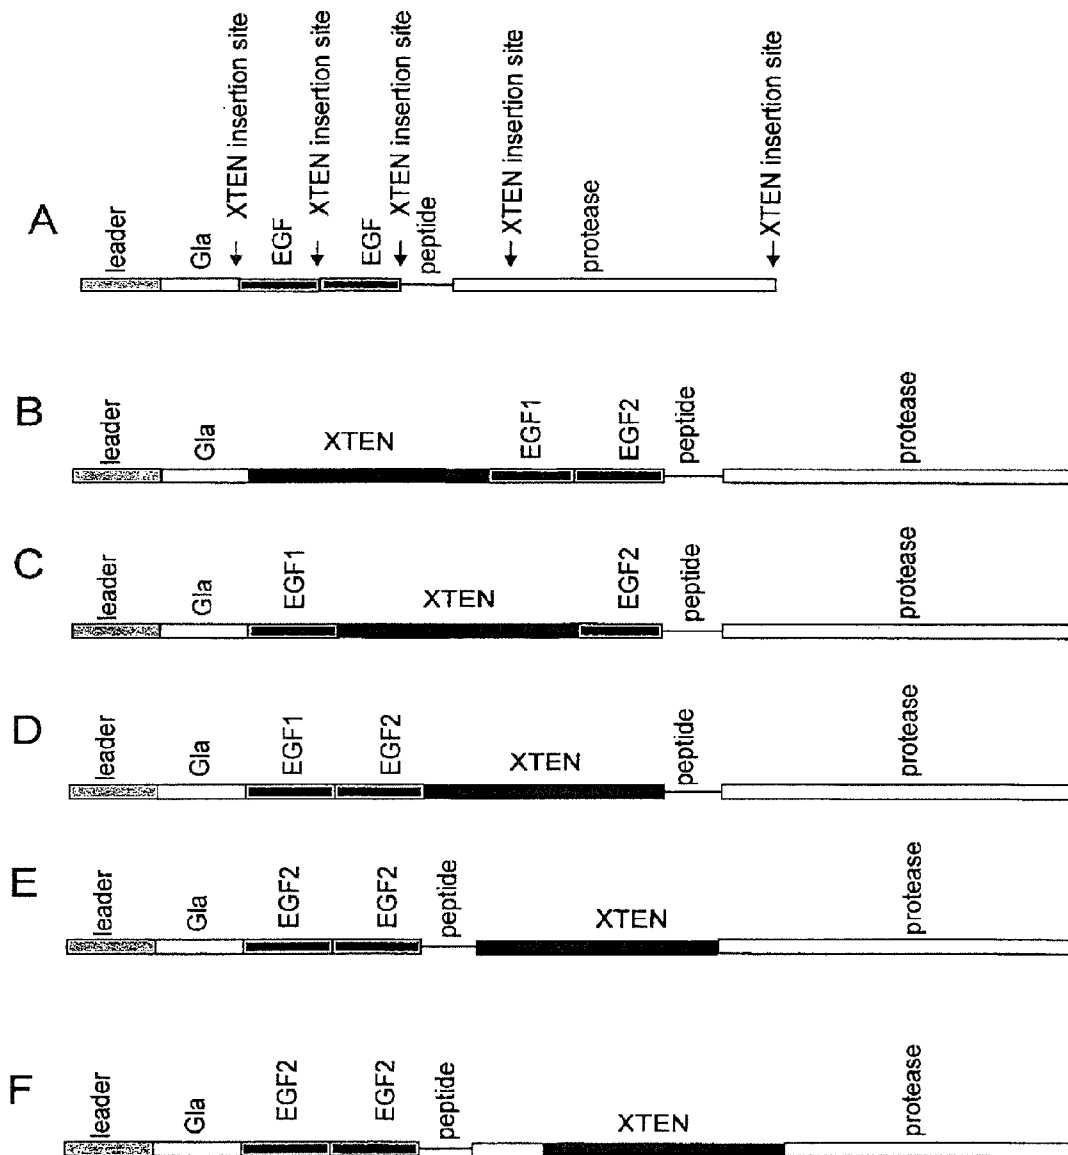 A
leader
Gla
XTEN insertion site
EGF
XTEN insertion site
EGF
XTEN insertion site
peptide
XTEN insertion site
protease
XTEN insertion site
B
leader
Gla
XTEN
EGF1
EGF2
peptide
protease
C
leader
Gla
EGF1
XTEN
EGF2
peptide
protease
D
leader
Gla
EGF1
EGF2
XTEN
peptide
protease
E
leader
Gla
EGF2
EGF2
peptide
XTEN
protease
F
leader
Gla
EGF2
EGF2
peptide
XTEN
protease